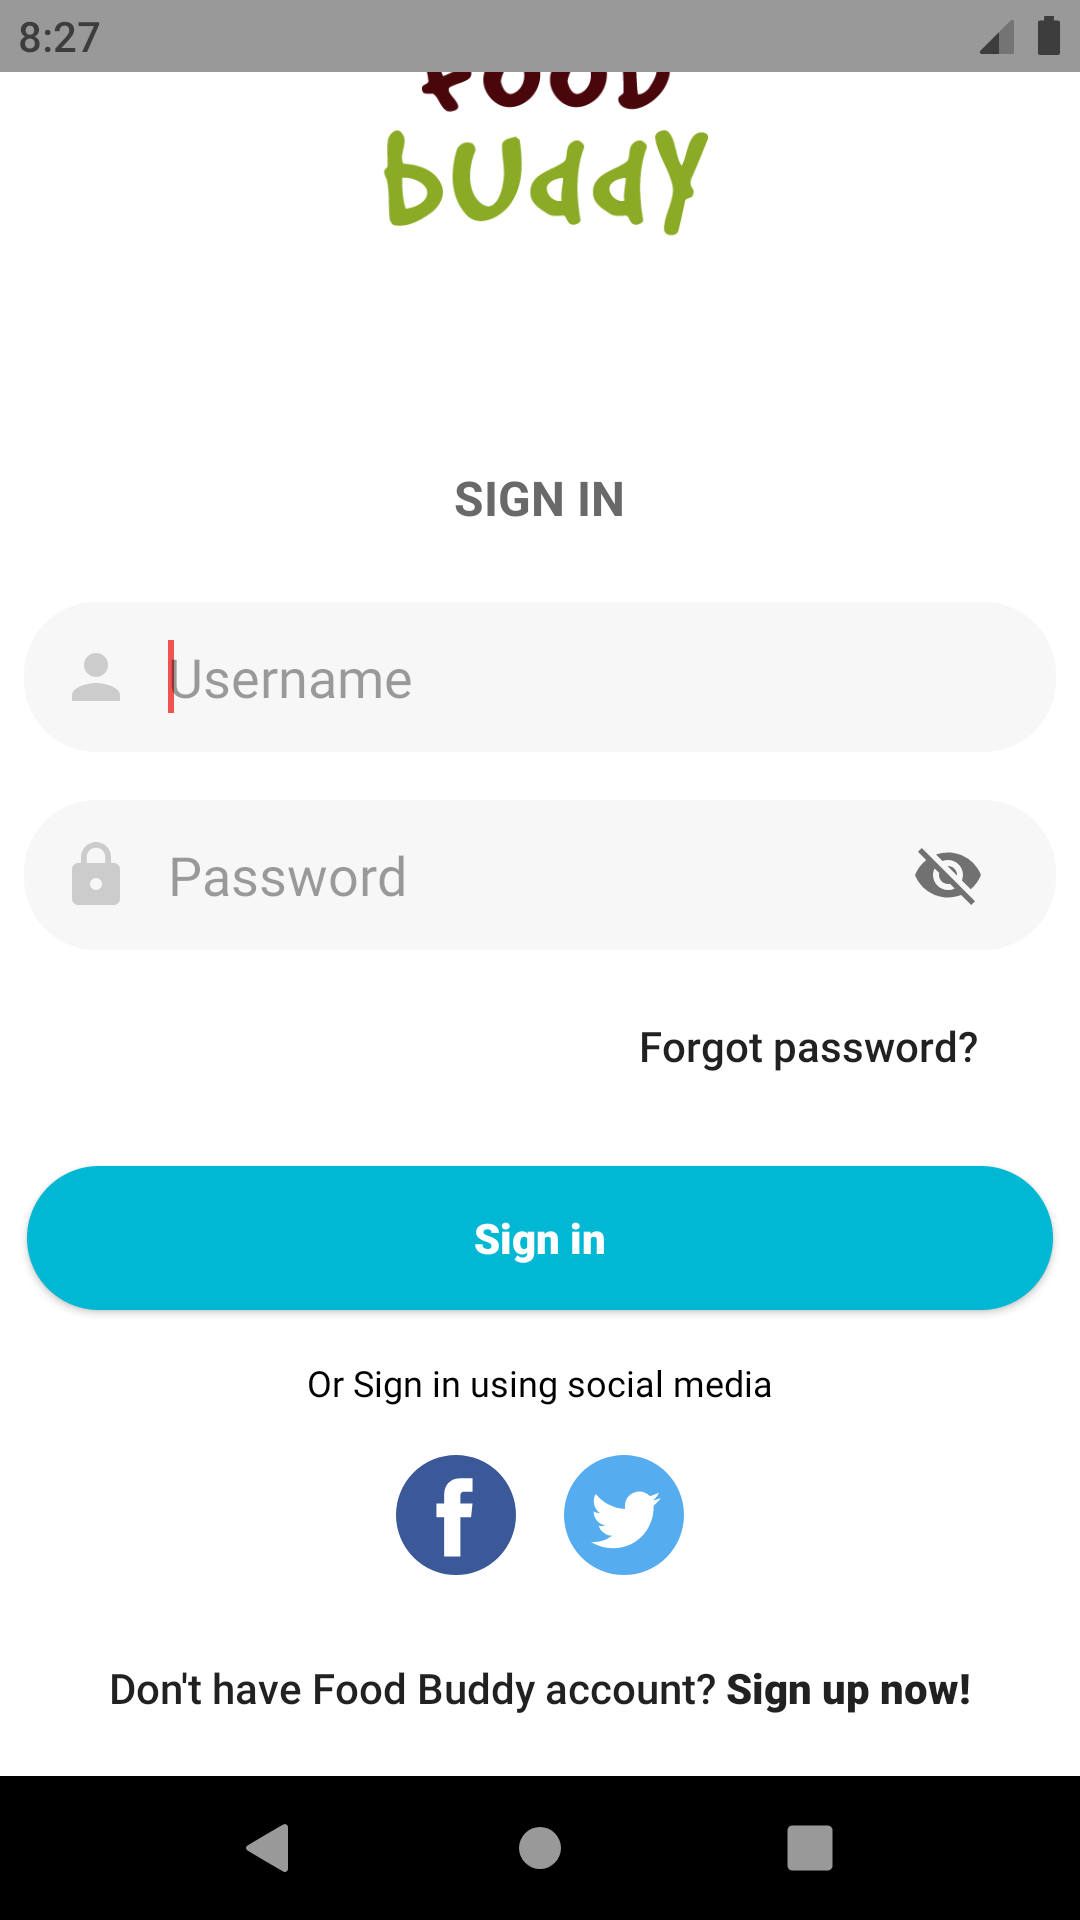 8:27
FOOD
buddy
SIGN IN
Username
Password
Forgot password?
Sign in
Or Sign in using social media
Don't have Food Buddy account? Sign up now!